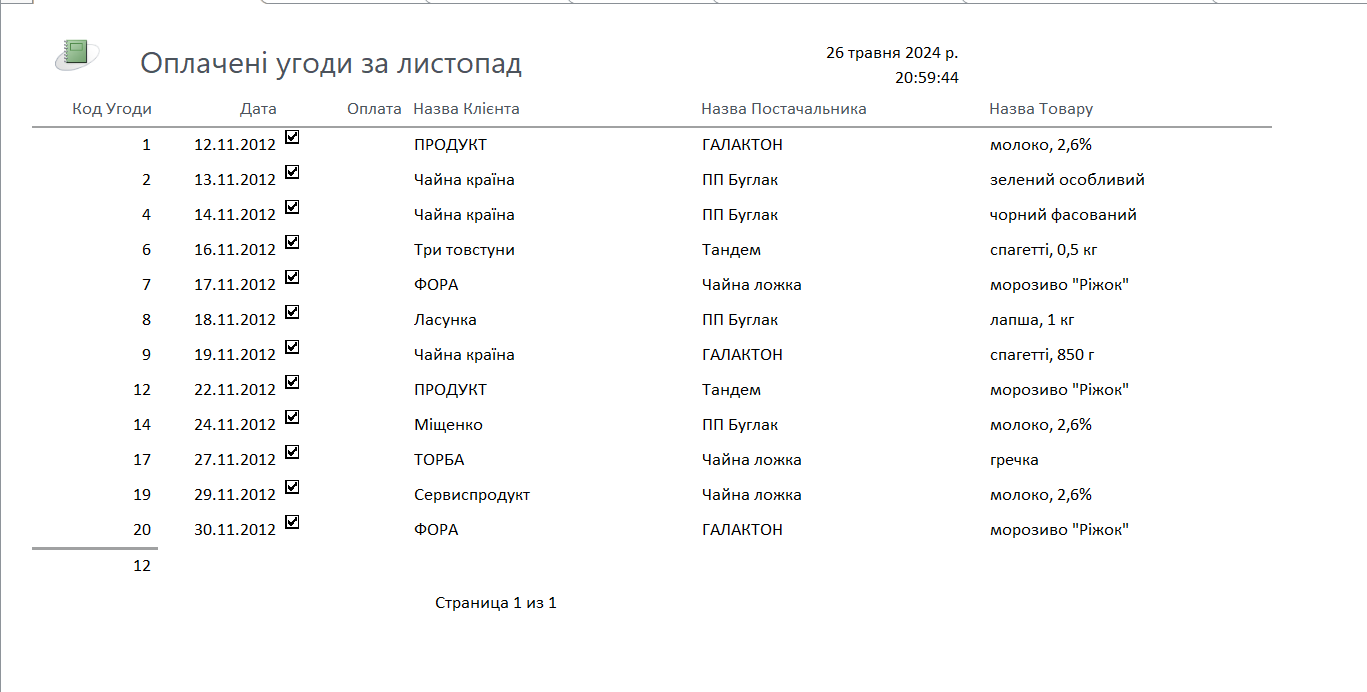 Оплачені угоди за листопад
26 травня 2024 р.
20:59:44
Код Угоди Дата Оплата Назва Клієнта Назва Постачальника Назва Товару
1 12.11.2012 ПРОДУКТ ГАЛАКТОН молоко, 2,6%
2 13.11.2012 Чайна країна ПП Буглак зелений особливий
4 14.11.2012 Чайна країна ПП Буглак чорний фасований
6 16.11.2012 Три товстуни Тандем спагетті, 0,5 кг
7 17.11.2012 ФОРА Чайна ложка морозиво "Ріжок"
8 18.11.2012 Ласунка ПП Буглак лапша, 1 кг
9 19.11.2012 Чайна країна ГАЛАКТОН спагетті, 850 г
12 22.11.2012 ПРОДУКТ Тандем морозиво "Ріжок"
14 24.11.2012 Міщенко ПП Буглак молоко, 2,6%
17 27.11.2012 ТОРБА Чайна ложка гречка
19 29.11.2012 Сервиспродукт Чайна ложка молоко, 2,6%
20 30.11.2012 ФОРА ГАЛАКТОН морозиво "Ріжок"
12
Страница 1 из 1